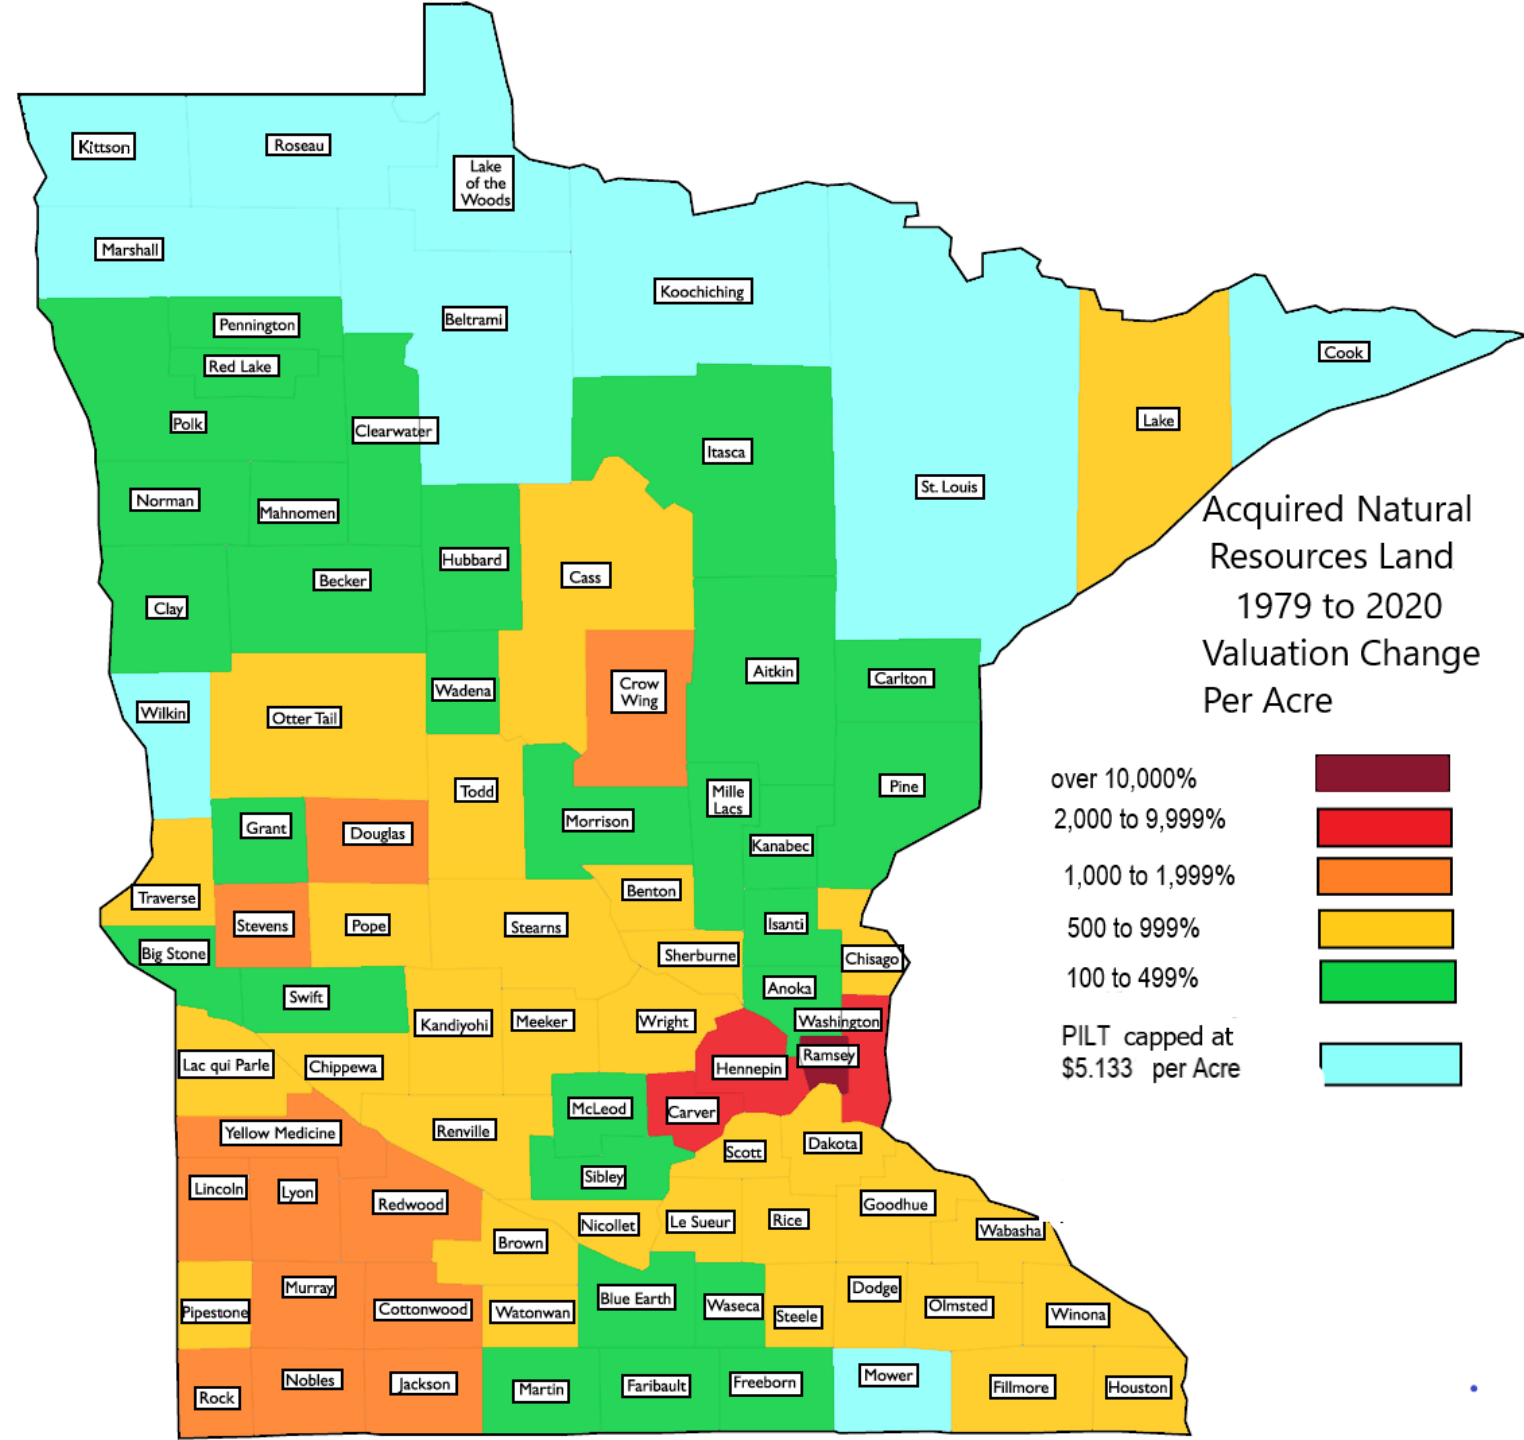 Kittson
Roseau
Lake
of the
Woods
Marshall
Koochiching
Beltrami
Pennington
Red Lake
Cook
Polk
Clearwater
Lake
Itasca
St. Louis
Norman
Mahnomen
Hubbard
Cass
Becker
Clay
Acquired Natural
Resources Land
1979 to 2020
Valuation Change
Per Acre
Aitkin
Carlton
Crow
Wing
Wadena
Wilkin
Otter Tail
Todd
Mille
Lacs
Pine
Morrison
Grant
Douglas
Kanabec
over 10,000%
2,000 to 9,999%
1,000 to 1,999%
500 to 999%
100 to 499%
PILT capped at
$5.133 per Acre
Traverse
Stevens
Pope
Stearns
Benton
Isanti
Big Stone
Sherburne
Chisago
Swift
Anoka
Kandiyohi
Meeker
Wright
Washington
Lac qui Parle
Chippewa
Hennepin
Ramsey
McLeod
Carver
Yellow Medicine
Renville
Scott
Dakota
Lincoln
Lyon
Redwood
Sibley
Goodhue
Brown
Nicollet
Le Sueur
Rice
Wabasha
Murray
Pipestone
Cottonwood
Watonwan
Blue Earth
Waseca
Steele
Dodge
Olmsted
Winona
Rock
Nobles
Jackson
Martin
Faribault
Freeborn
Mower
Fillmore
Houston